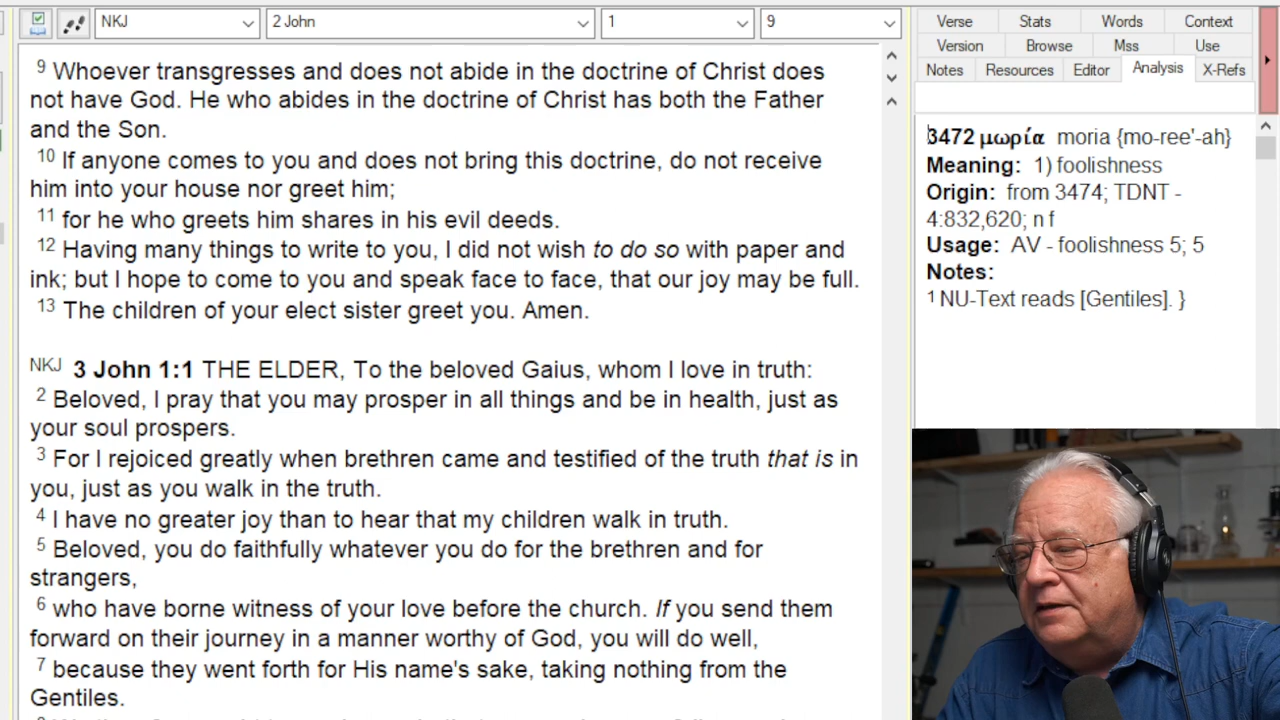 NKJ 2 John 1 9
9 Whoever transgresses and does not abide in the doctrine of Christ does
not have God. He who abides in the doctrine of Christ has both the Father
and the Son.
10 If anyone comes to you and does not bring this doctrine, do not receive
him into your house nor greet him;
11 for he who greets him shares in his evil deeds.
12 Having many things to write to you, I did not wish to do so with paper and
ink; but I hope to come to you and speak face to face, that our joy may be full.
13 The children of your elect sister greet you. Amen.
NKJ 3 John 1:1 THE ELDER, To the beloved Gaius, whom I love in truth:
2 Beloved, I pray that you may prosper in all things and be in health, just as
your soul prospers.
3 For I rejoiced greatly when brethren came and testified of the truth that is in
you, just as you walk in the truth.
4 I have no greater joy than to hear that my children walk in truth.
5 Beloved, you do faithfully whatever you do for the brethren and for
strangers,
6 who have borne witness of your love before the church. If you send them
forward on their journey in a manner worthy of God, you will do well,
7 because they went forth for His name's sake, taking nothing from the
Gentiles.
Verse Stats Words Context
Version Browse Mss Use
Notes Resources Editor Analysis X-Refs
3472 μωρία moria {mo-ree'-ah}
Meaning: 1) foolishness
Origin: from 3474; TDNT -
4:832,620; n f
Usage: AV - foolishness 5; 5
Notes:
1 NU-Text reads [Gentiles]. }